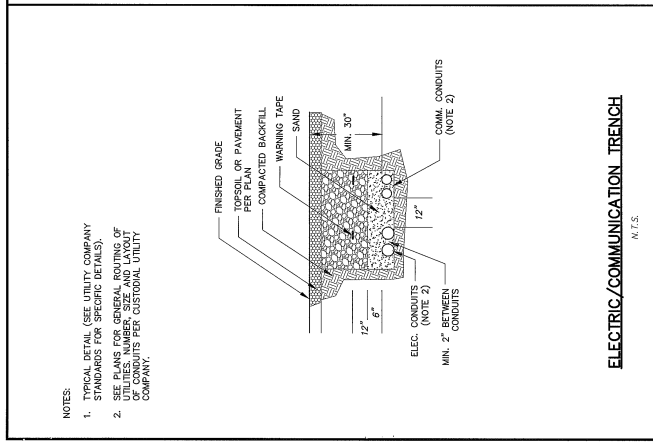 NOTES:
1. TYPICAL DETAIL (SEE UTILITY COMPANY
STANDARDS FOR SPECIFIC DETAILS).
2. SEE PLANS FOR GENERAL ROUTING OF
UTILITIES. NUMBER, SIZE AND LAYOUT
OF CONDUITS PER CUSTODIAL UTILITY
COMPANY.
FINISHED GRADE
TOPSOIL OR PAVEMENT
PER PLAN
COMPACTED BACKFILL
WARNING TAPE
SAND
MIN. 30"
12"
6"
ELEC. CONDUITS
(NOTE 2)
MIN. 2" BETWEEN
CONDUITS
12"
COMM. CONDUITS
(NOTE 2)
ELECTRIC/COMMUNICATION TRENCH
N.T.S.